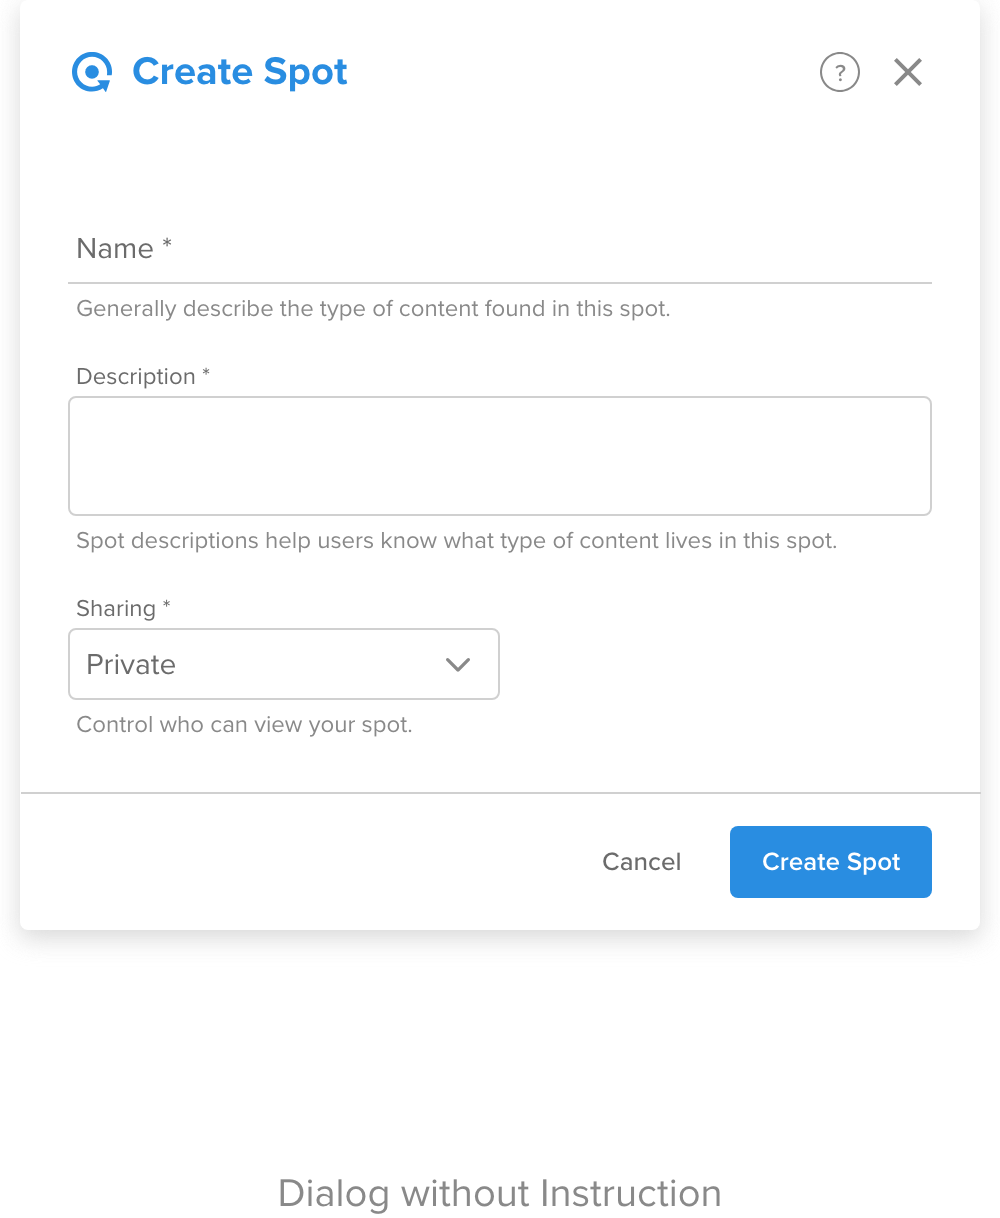 Create Spot
?
Name *
Generally describe the type of content found in this spot.
Description *
Spot descriptions help users know what type of content lives in this spot.
Sharing *
Private
Control who can view your spot.
Cancel
Create Spot
Dialog without Instruction